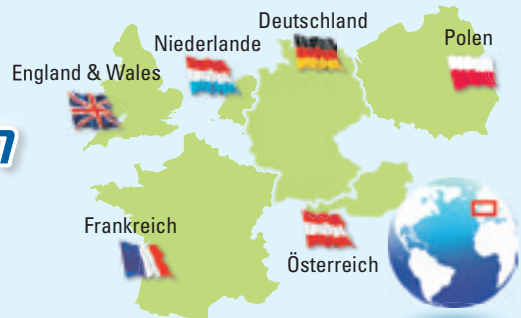 Deutschland
Niederlande
Polen
England & Wales
Frankreich
Österreich